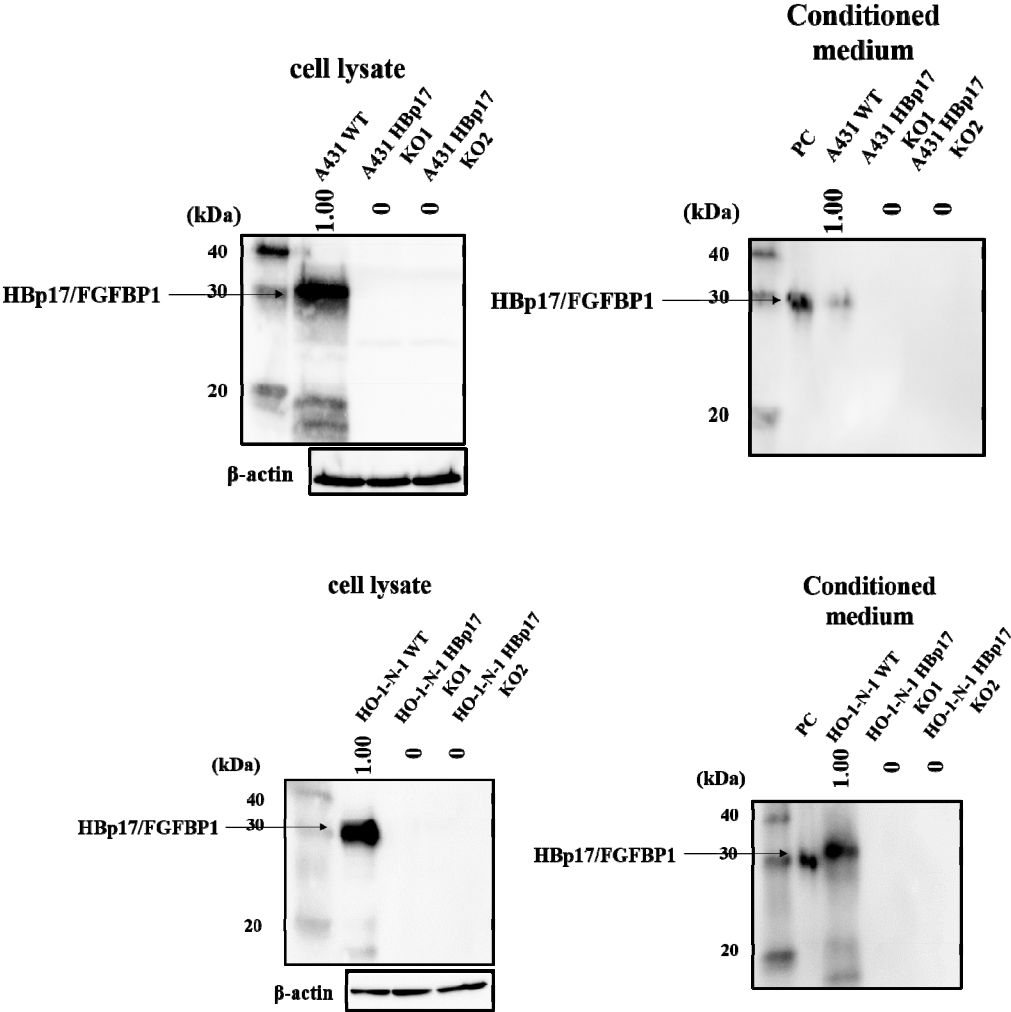 cell lysate
A431 WT
A431 HBp17
KO1
A431 HBp17
KO2
(kDa)
1.00
0
0
40
HBp17/FGFBP1
30
20
β-actin
Conditioned
medium
PC
A431 WT
A431 HBp17
KO1
A431 HBp17
KO2
(kDa)
1.00
0
0
40
HBp17/FGFBP1
30
20
cell lysate
HO-1-N-1 WT
HO-1-N-1 HBp17
KO1
HO-1-N-1 HBp17
KO2
(kDa)
1.00
0
0
40
HBp17/FGFBP1
30
20
β-actin
Conditioned
medium
PC
HO-1-N-1 WT
HO-1-N-1 HBp17
KO1
HO-1-N-1 HBp17
KO2
(kDa)
1.00
0
0
40
HBp17/FGFBP1
30
20